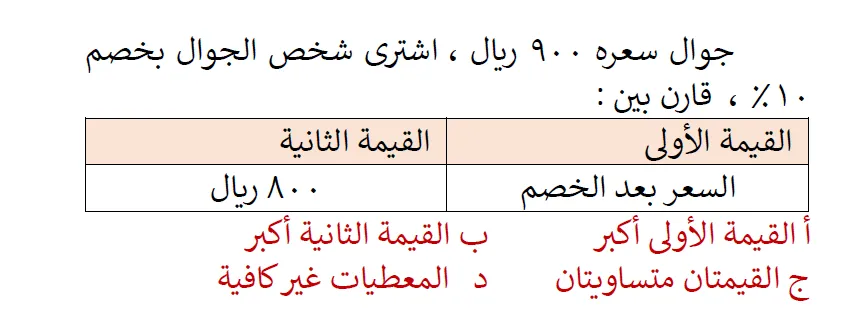 جوال سعره ٩٠٠ ريال ، اشترى شخص الجوال بخصم
١٠٪ ، قارن بين :
القيمة الأولى القيمة الثانية
السعر بعد الخصم ٨٠٠ ريال
أ القيمة الأولى أكبر ب القيمة الثانية أكبر
ج القيمتان متساويتان د المعطيات غير كافية